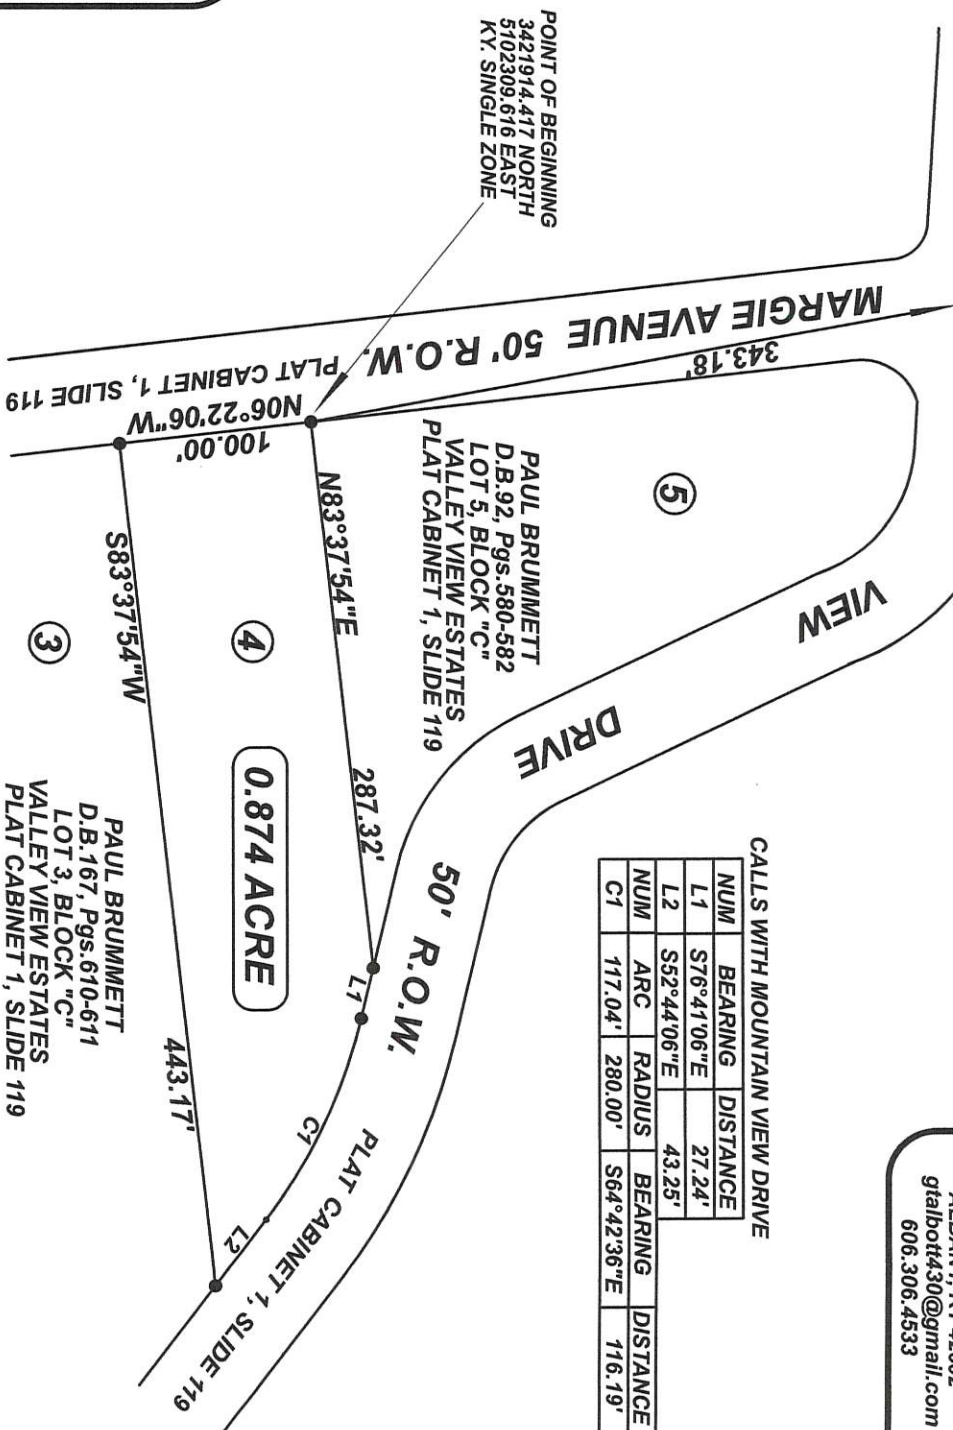 ALBANY, KY 42602
gtalbott430@gmail.com
606.306.4533
POINT OF BEGINNING
3421914.417 NORTH
5102309.616 EAST
KY. SINGLE ZONE
MARGIE AVENUE 50' R.O.W.
PLAT CABINET 1, SLIDE 119
343.18'
N06°22'06"W
100.00'
5
PAUL BRUMMETT
D.B.92, Pgs.580-582
LOT 5, BLOCK "C"
VALLEY VIEW ESTATES
PLAT CABINET 1, SLIDE 119
VIEW
DRIVE
50' R.O.W.
PLAT CABINET 1, SLIDE 119
N83°37'54"E
287.32'
L1
C1
L2
4
0.874 ACRE
S83°37'54"W
443.17'
3
PAUL BRUMMETT
D.B.167, Pgs.610-611
LOT 3, BLOCK "C"
VALLEY VIEW ESTATES
PLAT CABINET 1, SLIDE 119
CALLS WITH MOUNTAIN VIEW DRIVE
NUM BEARING DISTANCE
L1 S76°41'06"E 27.24'
L2 S52°44'06"E 43.25'
NUM ARC RADIUS BEARING DISTANCE
C1 117.04' 280.00' S64°42'36"E 116.19'